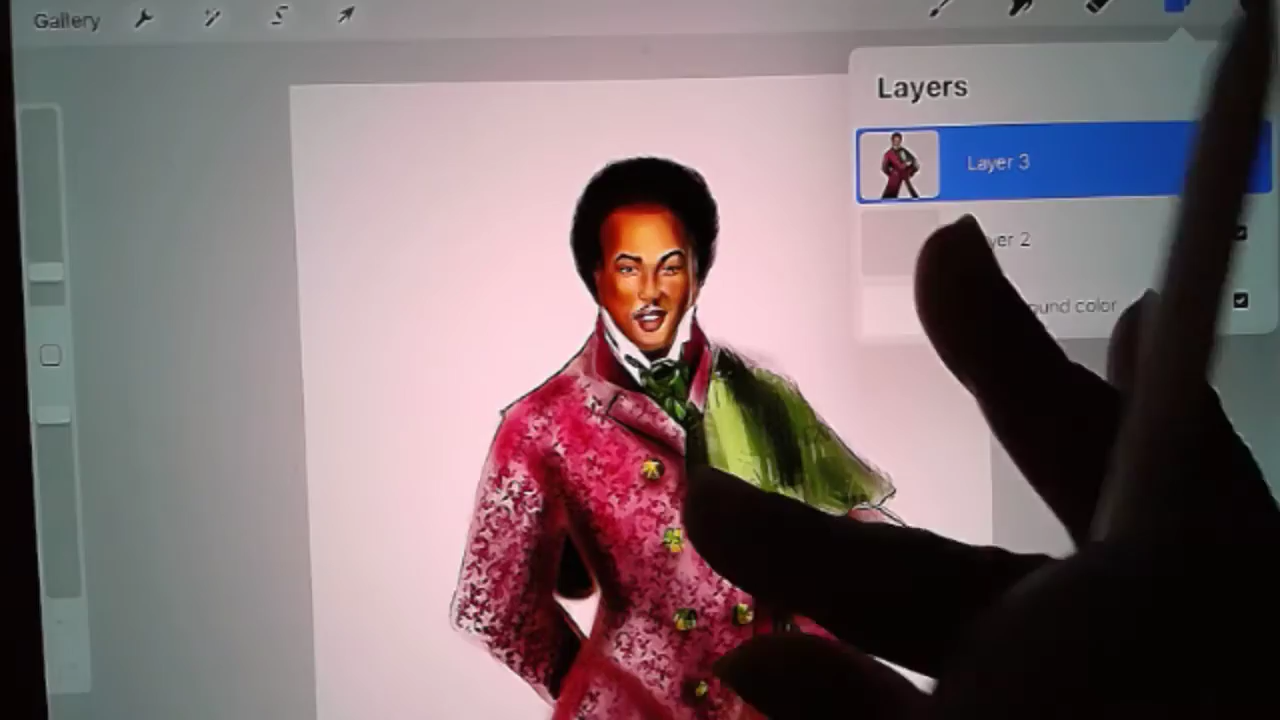 Gallery
Layers
Layer 3
yer 2
ound color